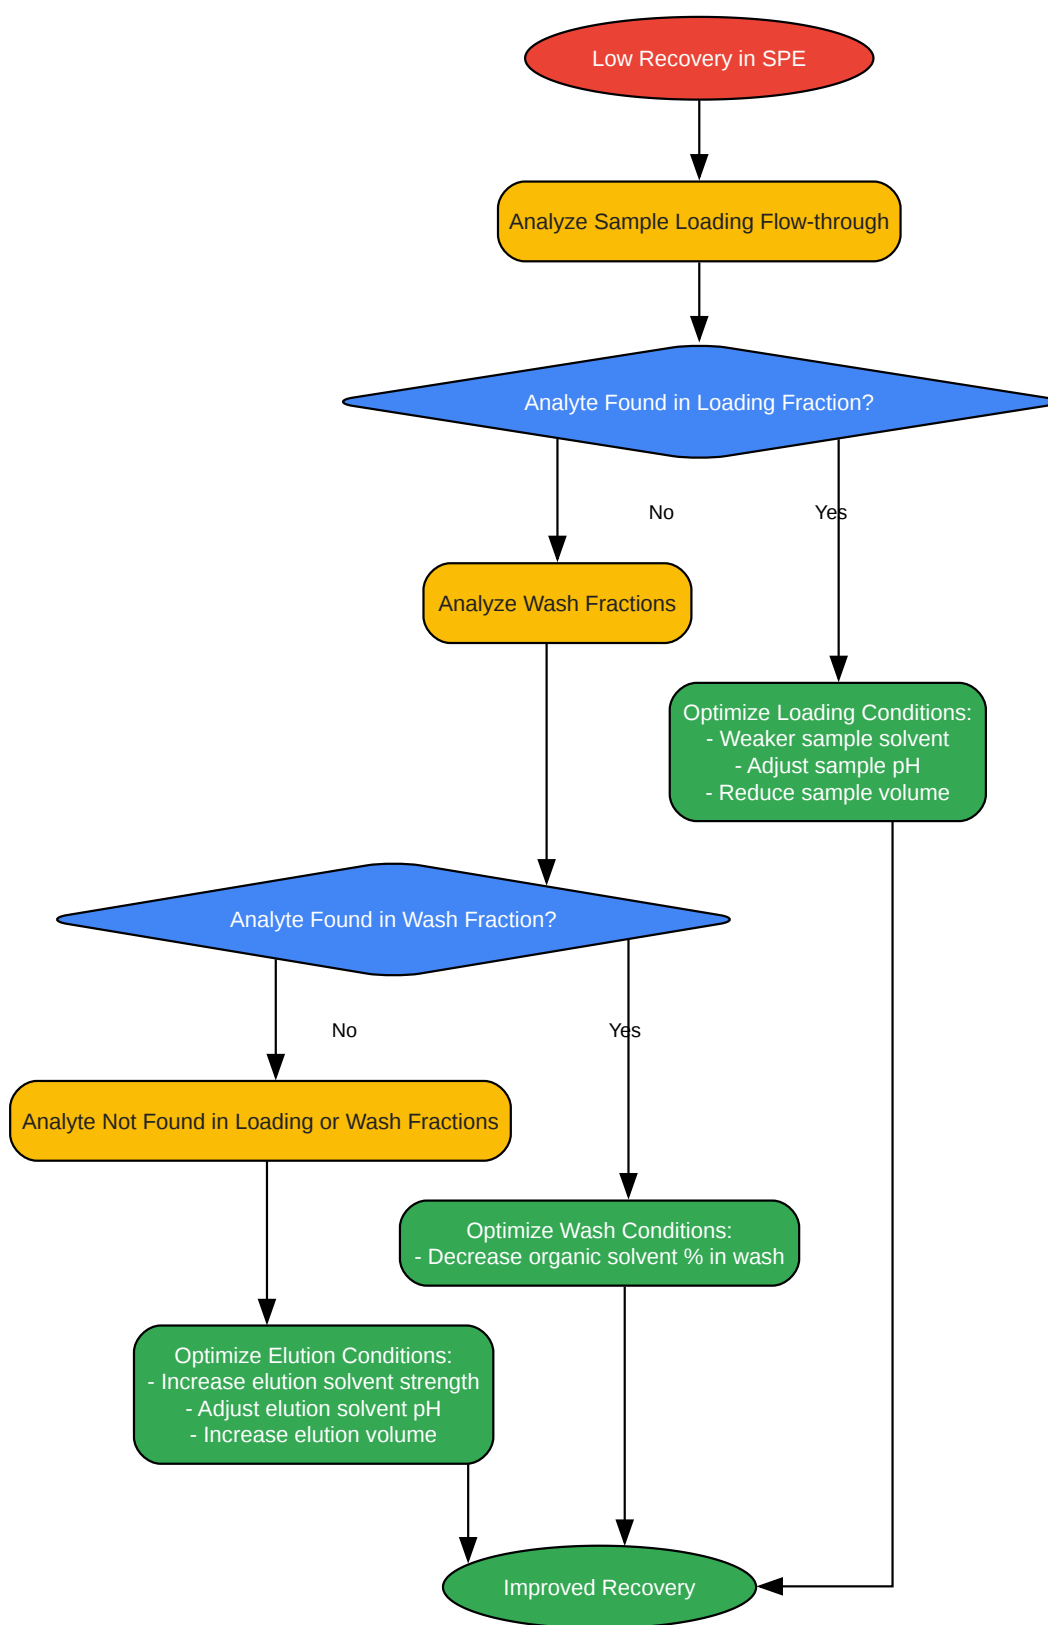 Low Recovery in SPE
Analyze Sample Loading Flow-through
Analyte Found in Loading Fraction?
No
Yes
Analyze Wash Fractions
Optimize Loading Conditions:
- Weaker sample solvent
- Adjust sample pH
- Reduce sample volume
Analyte Found in Wash Fraction?
No
Yes
Analyte Not Found in Loading or Wash Fractions
Optimize Wash Conditions:
- Decrease organic solvent % in wash
Optimize Elution Conditions:
- Increase elution solvent strength
- Adjust elution solvent pH
- Increase elution volume
Improved Recovery